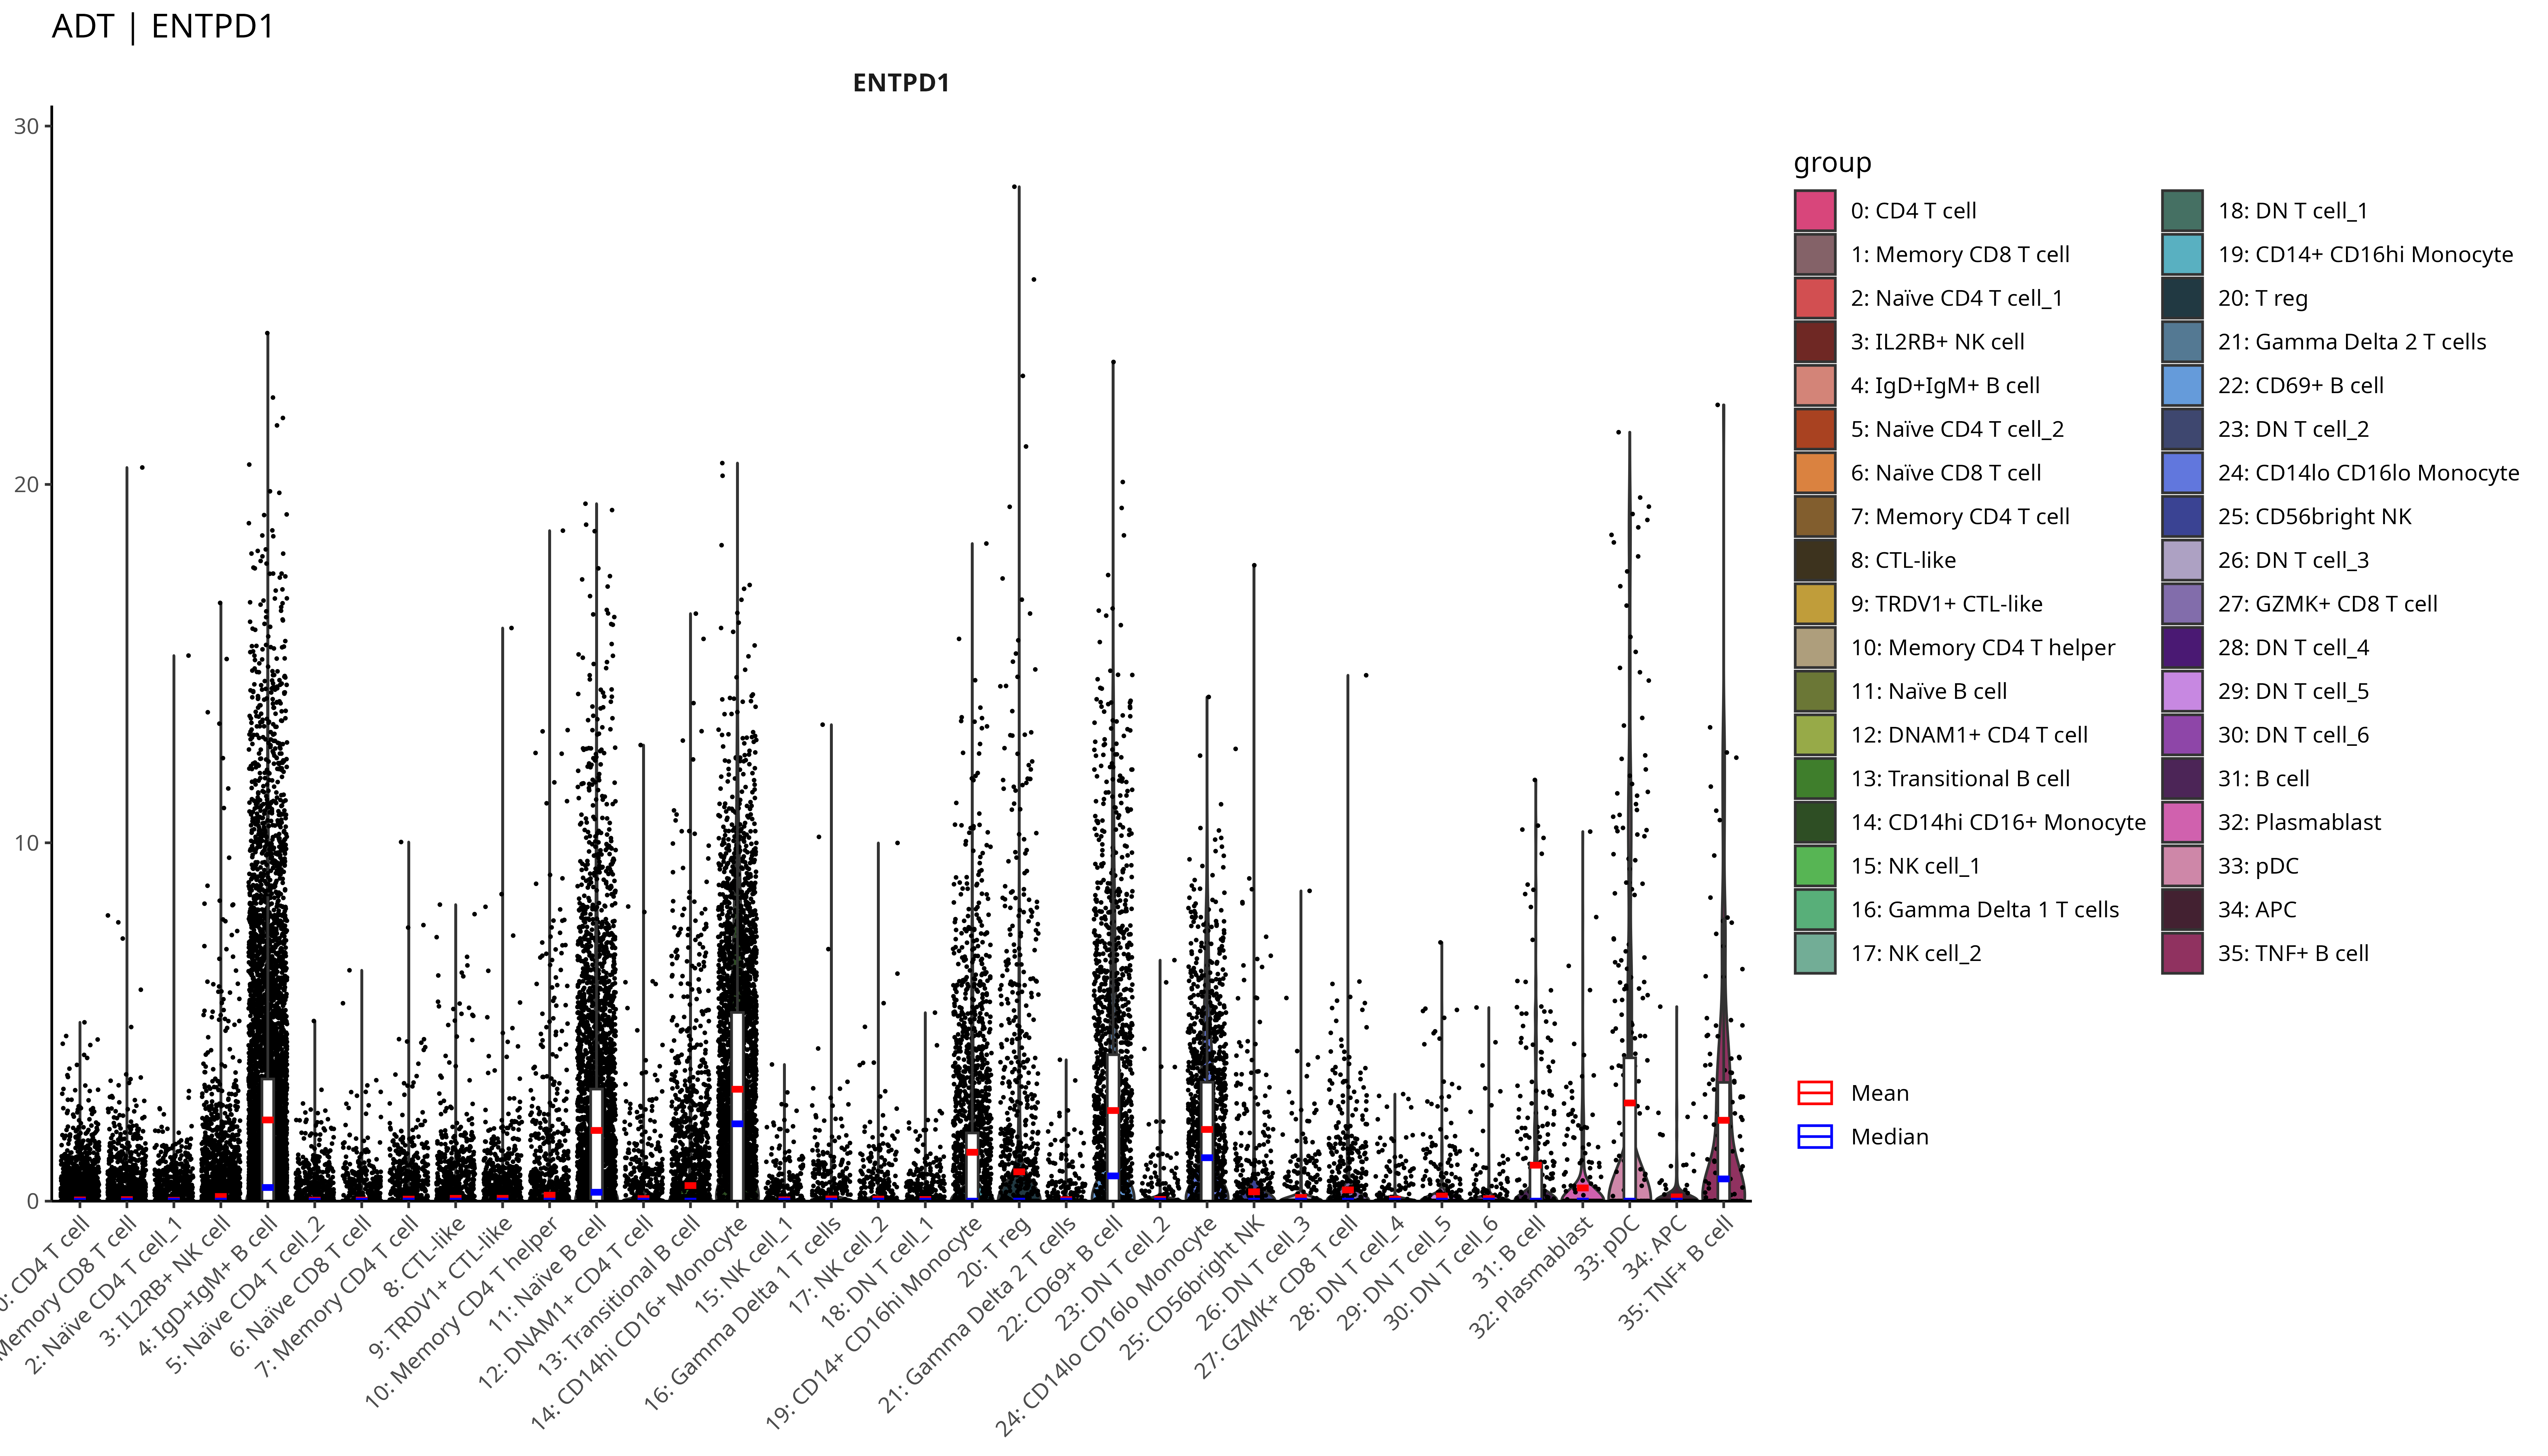 ADT | ENTPD1
ENTPD1
30
20
10
0
0: CD4 T cell
Memory CD8 T cell
2: Naïve CD4 T cell_1
3: IL2RB+ NK cell
4: IgD+IgM+ B cell
5: Naïve CD4 T cell_2
6: Naïve CD8 T cell
7: Memory CD4 T cell
8: CTL-like
9: TRDV1+ CTL-like
10: Memory CD4 T helper
11: Naïve B cell
12: DNAM1+ CD4 T cell
13: Transitional B cell
14: CD14hi CD16+ Monocyte
15: NK cell_1
16: Gamma Delta 1 T cells
17: NK cell_2
18: DN T cell_1
19: CD14+ CD16hi Monocyte
20: T reg
21: Gamma Delta 2 T cells
22: CD69+ B cell
23: DN T cell_2
24: CD14lo CD16lo Monocyte
25: CD56bright NK
26: DN T cell_3
27: GZMK+ CD8 T cell
28: DN T cell_4
29: DN T cell_5
30: DN T cell_6
31: B cell
32: Plasmablast
33: pDC
34: APC
35: TNF+ B cell
group
0: CD4 T cell
1: Memory CD8 T cell
2: Naïve CD4 T cell_1
3: IL2RB+ NK cell
4: IgD+IgM+ B cell
5: Naïve CD4 T cell_2
6: Naïve CD8 T cell
7: Memory CD4 T cell
8: CTL-like
9: TRDV1+ CTL-like
10: Memory CD4 T helper
11: Naïve B cell
12: DNAM1+ CD4 T cell
13: Transitional B cell
14: CD14hi CD16+ Monocyte
15: NK cell_1
16: Gamma Delta 1 T cells
17: NK cell_2
18: DN T cell_1
19: CD14+ CD16hi Monocyte
20: T reg
21: Gamma Delta 2 T cells
22: CD69+ B cell
23: DN T cell_2
24: CD14lo CD16lo Monocyte
25: CD56bright NK
26: DN T cell_3
27: GZMK+ CD8 T cell
28: DN T cell_4
29: DN T cell_5
30: DN T cell_6
31: B cell
32: Plasmablast
33: pDC
34: APC
35: TNF+ B cell
Mean
Median